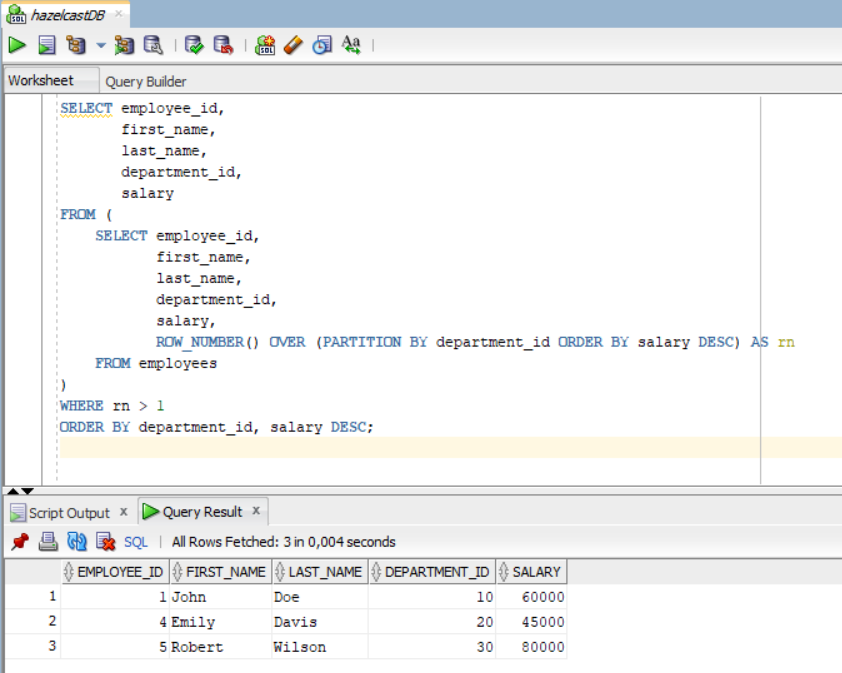 hazelcastDB
Worksheet Query Builder
SELECT employee_id,
first_name,
last_name,
department_id,
salary
FROM (
SELECT employee_id,
first_name,
last_name,
department_id,
salary,
ROW_NUMBER() OVER (PARTITION BY department_id ORDER BY salary DESC) AS rn
FROM employees
)
WHERE rn > 1
ORDER BY department_id, salary DESC;
Script Output x Query Result x
SQL | All Rows Fetched: 3 in 0,004 seconds
EMPLOYEE_ID FIRST_NAME LAST_NAME DEPARTMENT_ID SALARY
1 1 John Doe 10 60000
2 4 Emily Davis 20 45000
3 5 Robert Wilson 30 80000